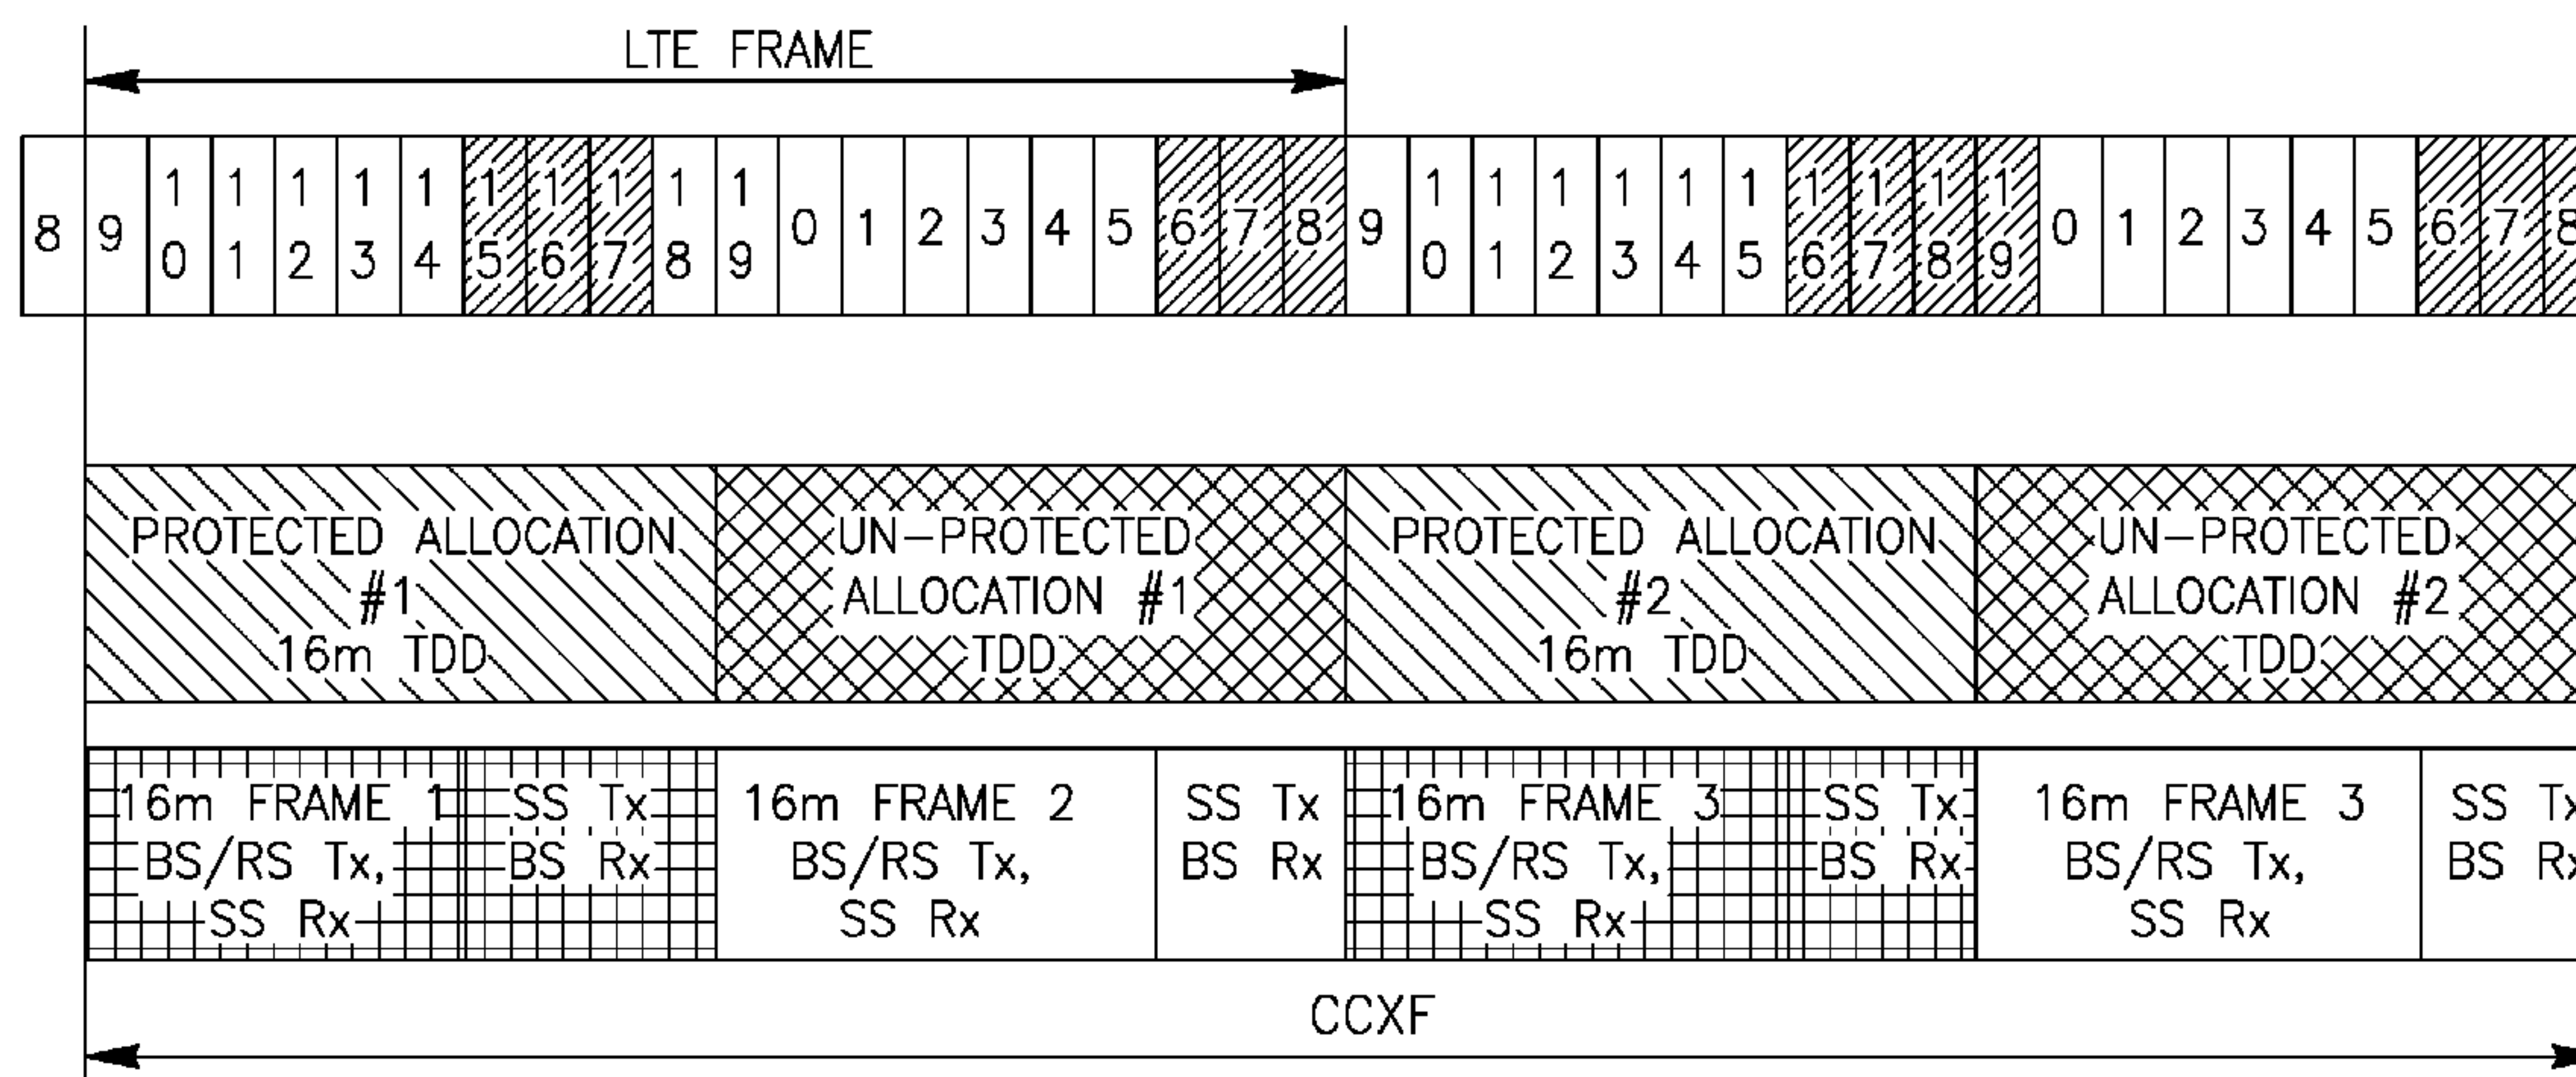 LTE FRAME
8 9 10 11 12 13 14 15 16 17 18 19 0 1 2 3 4 5 6 7 8 9 10 11 12 13 14 15 16 17 18 19 0 1 2 3 4 5 6 7 8
PROTECTED ALLOCATION
#1
16m TDD
UN-PROTECTED
ALLOCATION #1
TDD
PROTECTED ALLOCATION
#2
16m TDD
UN-PROTECTED
ALLOCATION #2
TDD
16m FRAME 1
BS/RS Tx,
SS Rx
SS Tx
BS Rx
16m FRAME 2
BS/RS Tx,
SS Rx
SS Tx
BS Rx
16m FRAME 3
BS/RS Tx,
SS Rx
SS Tx
BS Rx
16m FRAME 3
BS/RS Tx,
SS Rx
SS Tx
BS Rx
CCXF